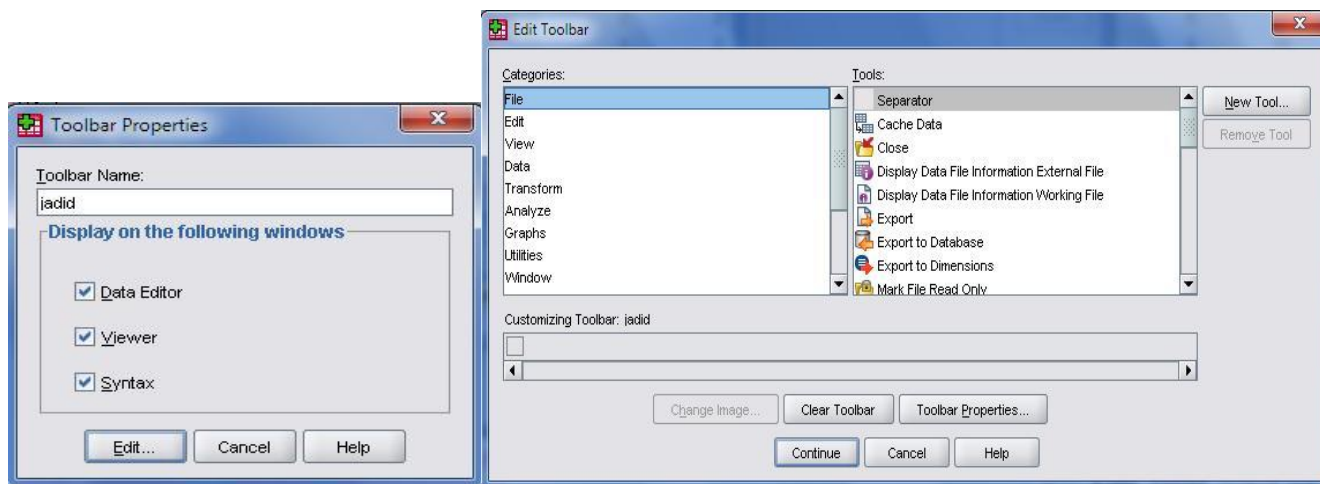 Toolbar Properties
Toolbar Name:
jadid
Display on the following windows
Data Editor
Viewer
Syntax
Edit...
Cancel
Help
Edit Toolbar
Categories:
File
Edit
View
Data
Transform
Analyze
Graphs
Utilities
Window
Tools:
Separator
Cache Data
Close
Display Data File Information External File
Display Data File Information Working File
Export
Export to Database
Export to Dimensions
Mark File Read Only
New Tool...
Remove Tool
Customizing Toolbar: jadid
Change Image...
Clear Toolbar
Toolbar Properties...
Continue
Cancel
Help